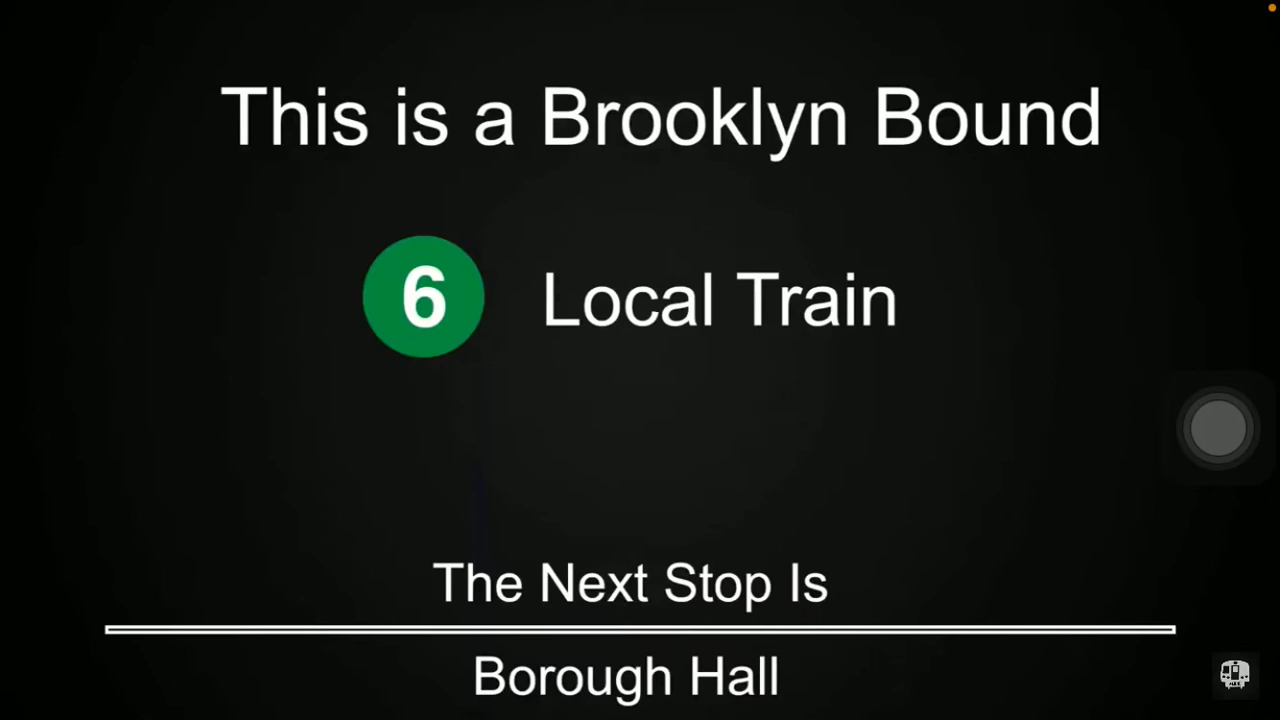 This is a Brooklyn Bound
6 Local Train
The Next Stop Is
Borough Hall